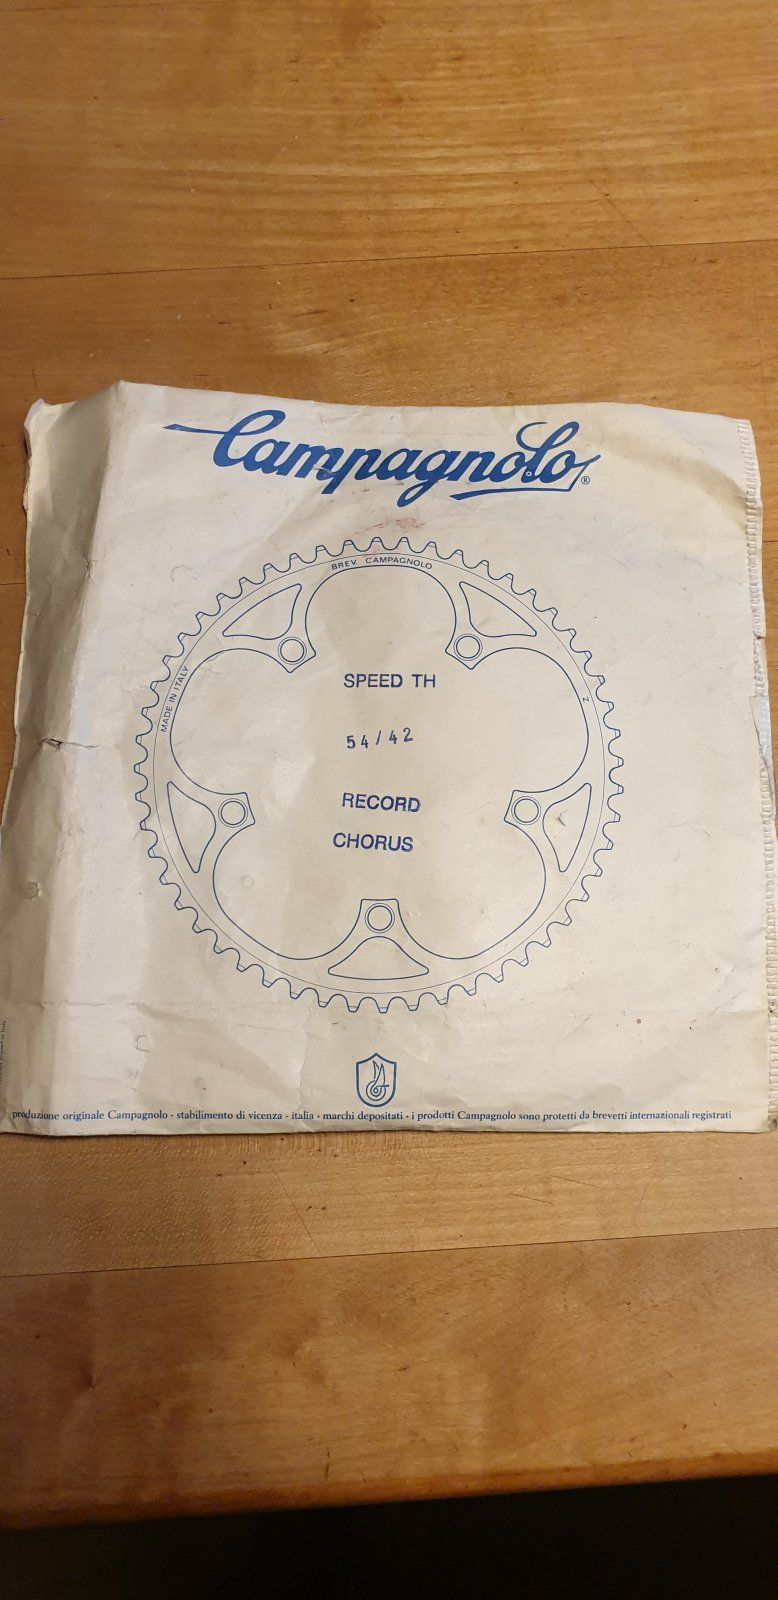 Campagnolo®
BREV. CAMPAGNOLO
MADE IN ITALY
Z
SPEED TH
54/42
RECORD
CHORUS
produzione originale Campagnolo - stabilimento di vicenza - italia - marchi depositati - i prodotti Campagnolo sono protetti da brevetti internazionali registrati